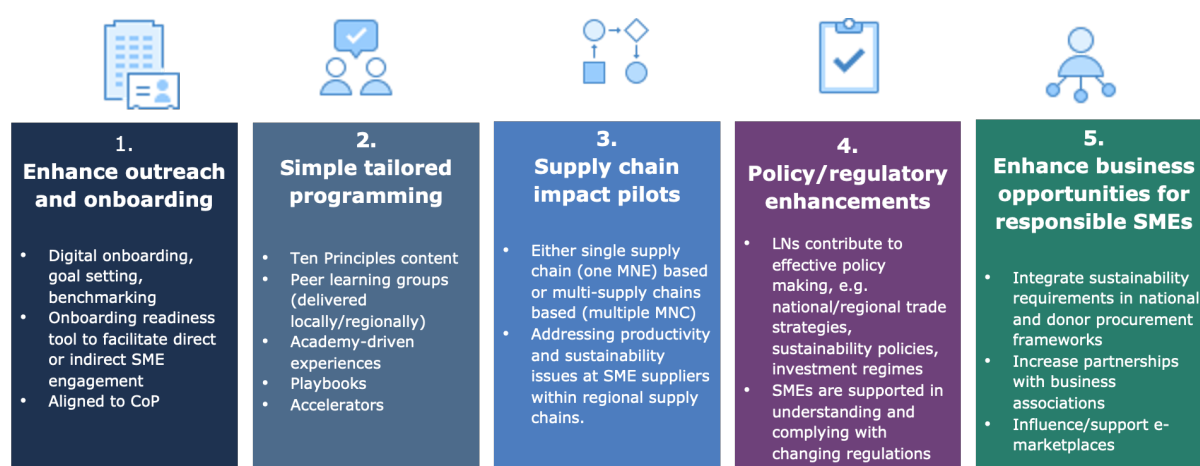 1.
Enhance outreach
and onboarding
• Digital onboarding,
goal setting,
benchmarking
• Onboarding readiness
tool to facilitate direct
or indirect SME
engagement
• Aligned to CoP
2.
Simple tailored
programming
• Ten Principles content
• Peer learning groups
(delivered
locally/regionally)
• Academy-driven
experiences
• Playbooks
• Accelerators
3.
Supply chain
impact pilots
• Either single supply
chain (one MNE) based
or multi-supply chains
based (multiple MNC)
• Addressing productivity
and sustainability
issues at SME suppliers
within regional supply
chains.
4.
Policy/regulatory
enhancements
• LNs contribute to
effective policy
making, e.g.
national/regional trade
strategies,
sustainability policies,
investment regimes
• SMEs are supported in
understanding and
complying with
changing regulations
5.
Enhance business
opportunities for
responsible SMEs
• Integrate sustainability
requirements in national
and donor procurement
frameworks
• Increase partnerships
with business
associations
• Influence/support e-
marketplaces